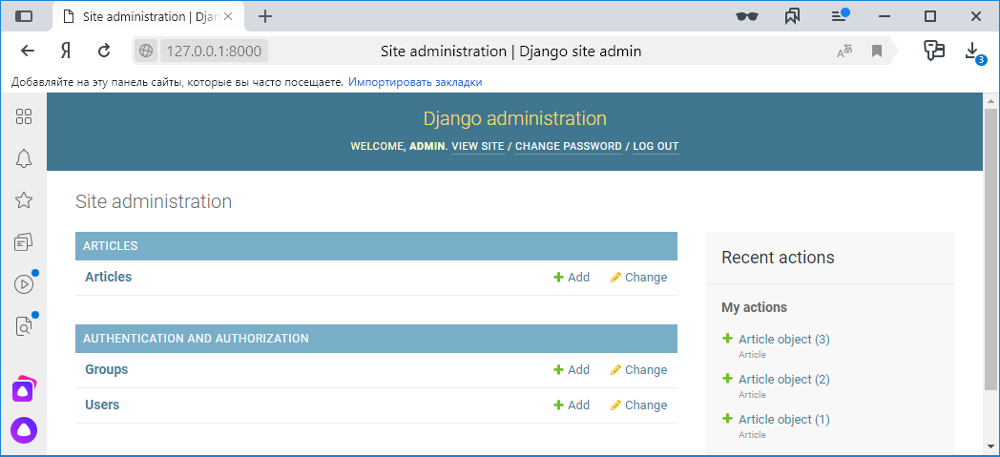 Site administration | Djan
Я
127.0.0.1:8000
Site administration | Django site admin
3
Добавляйте на эту панель сайты, которые вы часто посещаете. Импортировать закладки
Django administration
WELCOME, ADMIN. VIEW SITE / CHANGE PASSWORD / LOG OUT
Site administration
ARTICLES
Articles
Add
Change
AUTHENTICATION AND AUTHORIZATION
Groups
Add
Change
Users
Add
Change
Recent actions
My actions
Article object (3)
Article
Article object (2)
Article
Article object (1)
Article